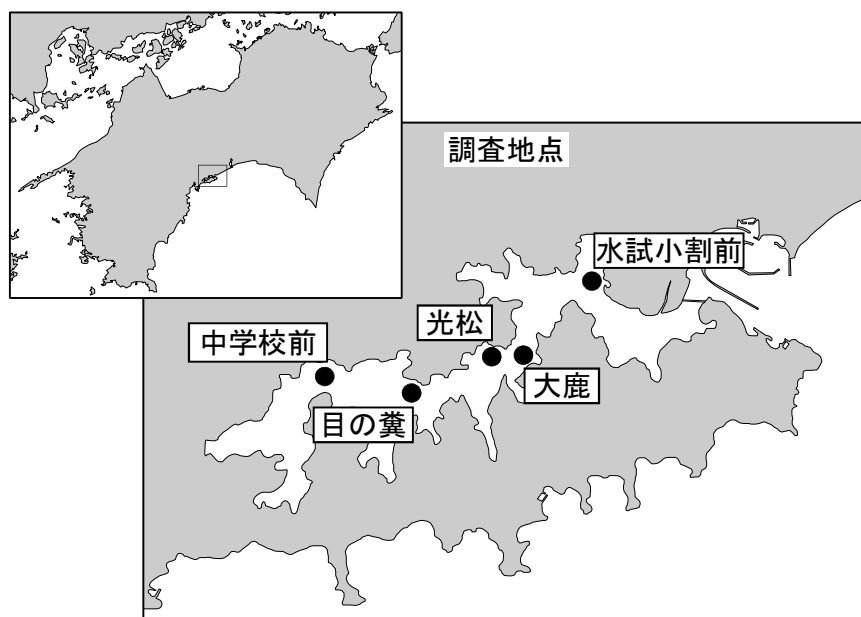 調査地点
水試小割前
光松
中学校前
大鹿
目の糞